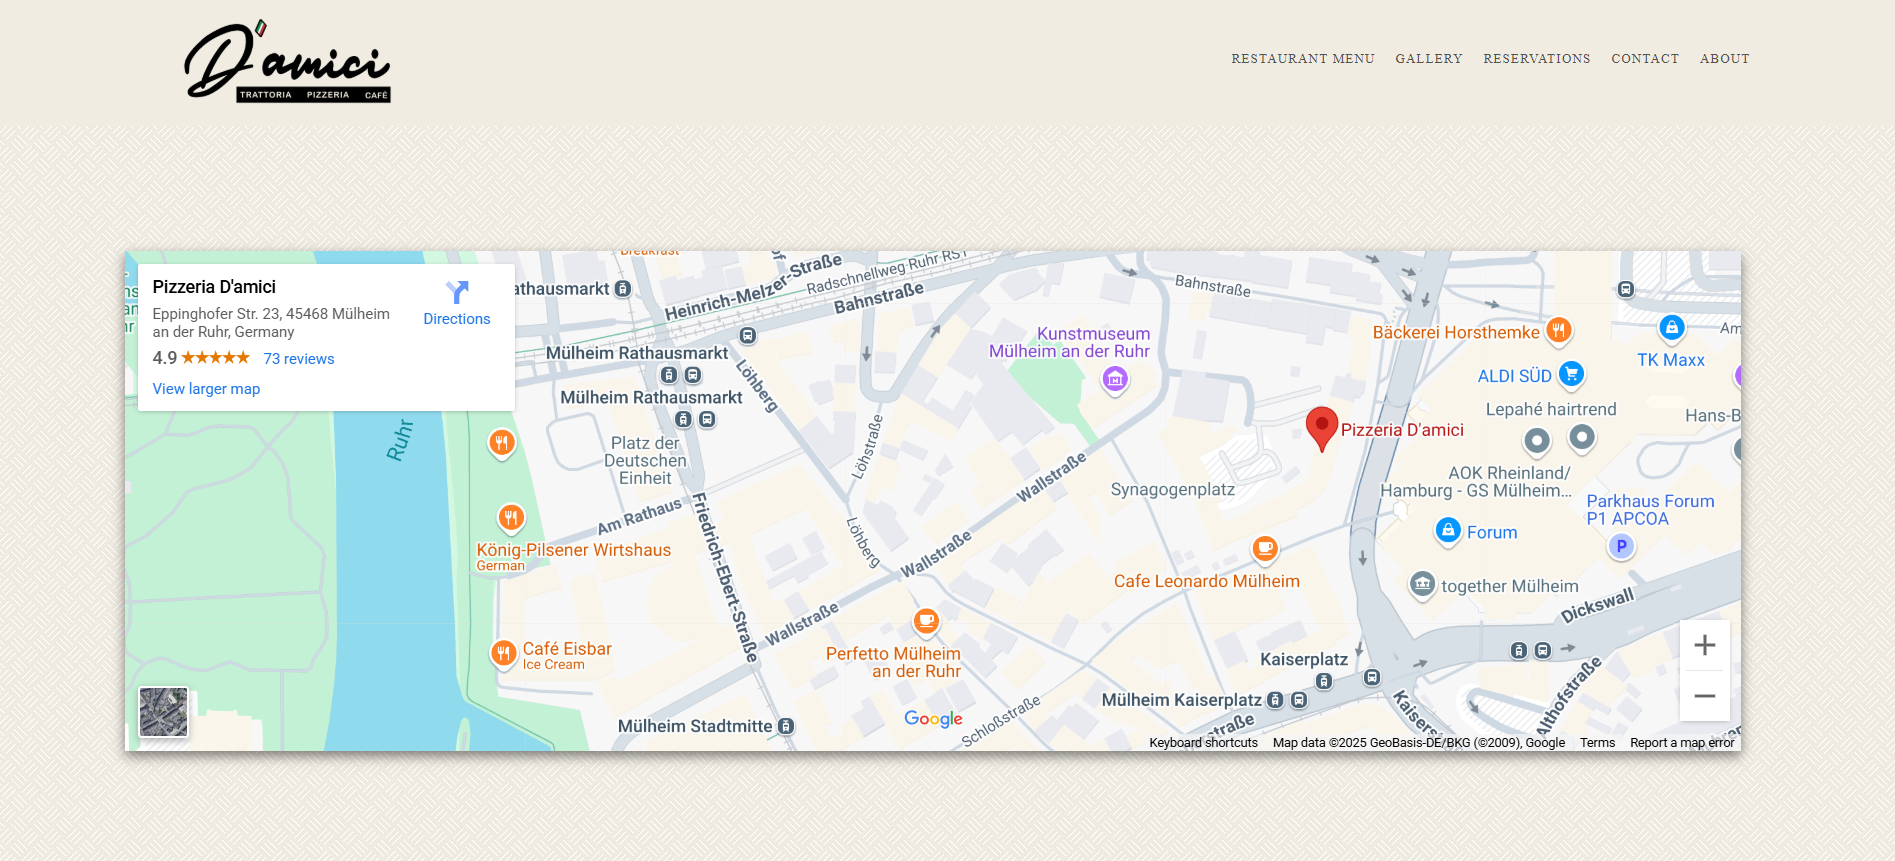 D'amici
TRATTORIA PIZZERIA CAFÉ
RESTAURANT MENU
GALLERY
RESERVATIONS
CONTACT
ABOUT
Pizzeria D'amici
Eppinghofer Str. 23, 45468 Mülheim
an der Ruhr, Germany
4.9
73 reviews
View larger map
Directions
Breakfast
athausmarkt
Heinrich-Melzer-Straße
Radschnellweg Ruhr RS1
Bahnstraße
Bahnstraße
Mülheim Rathausmarkt
Mülheim Rathausmarkt
Löhberg
Kunstmuseum
Mülheim an der Ruhr
Bäckerei Horsthemke
TK Maxx
Am
ALDI SÜD
Lepahé hairtrend
Hans-B
Pizzeria D'amici
Ruhr
Platz der
Deutschen
Einheit
Löhstraße
Wallstraße
Synagogenplatz
AOK Rheinland/
Hamburg - GS Mülheim...
Parkhaus Forum
P1 APCOA
P
Forum
Am Rathaus
Friedrich-Ebert-Straße
Löhberg
Wallstraße
König-Pilsener Wirtshaus
German
Cafe Leonardo Mülheim
together Mülheim
Dickswall
Wallstraße
Café Eisbar
Ice Cream
Perfetto Mülheim
an der Ruhr
Kaiserplatz
Mülheim Kaiserplatz
Kaisers
Althofstraße
Mülheim Stadtmitte
Google
Schloßstraße
straße
Keyboard shortcuts
Map data ©2025 GeoBasis-DE/BKG (©2009), Google
Terms
Report a map error